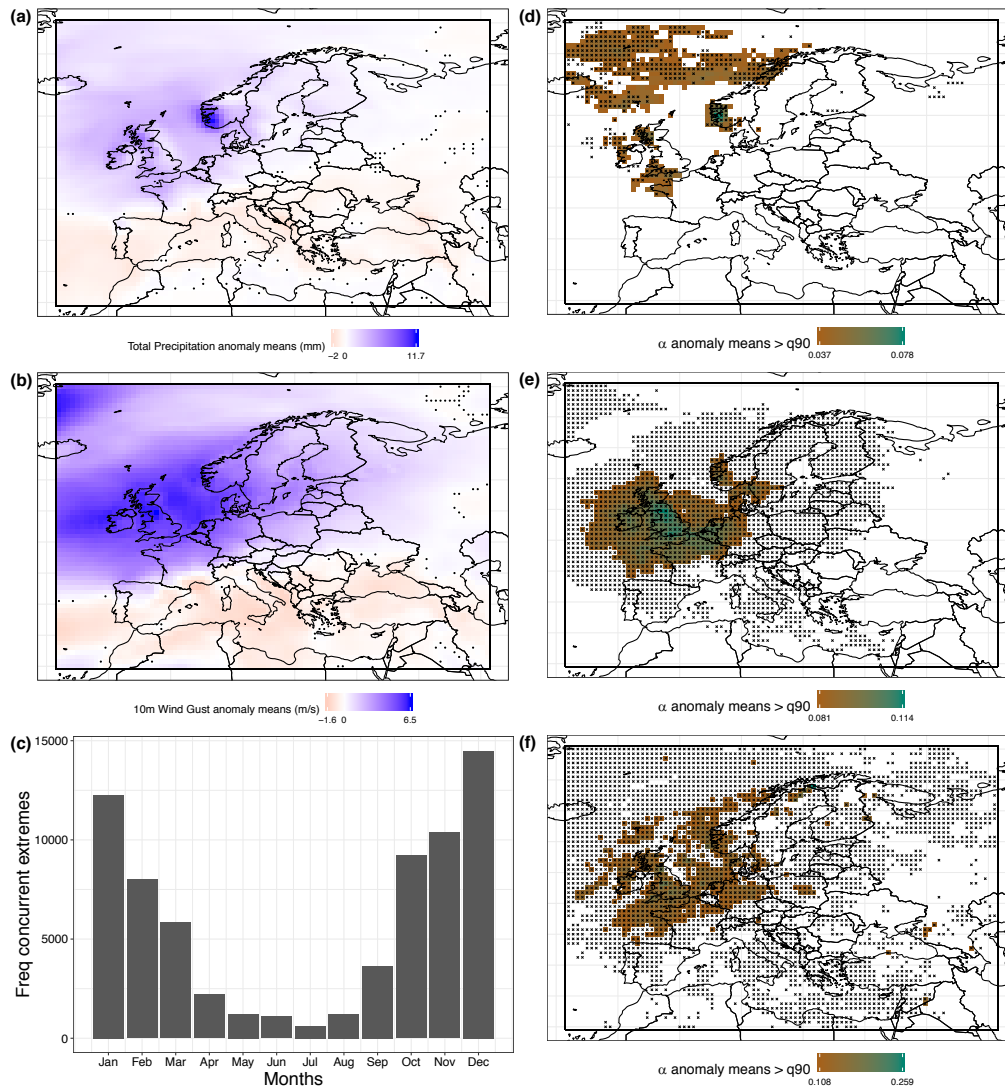 (a)
Total Precipitation anomaly means (mm)
−2 0 11.7
(b)
10m Wind Gust anomaly means (m/s)
−1.6 0 6.5
(c)
15000
10000
5000
0
Freq concurrent extremes
Jan Feb Mar Apr May Jun Jul Aug Sep Oct Nov Dec
Months
(d)
α anomaly means > q90
0.037 0.078
(e)
α anomaly means > q90
0.081 0.114
(f)
α anomaly means > q90
0.108 0.259